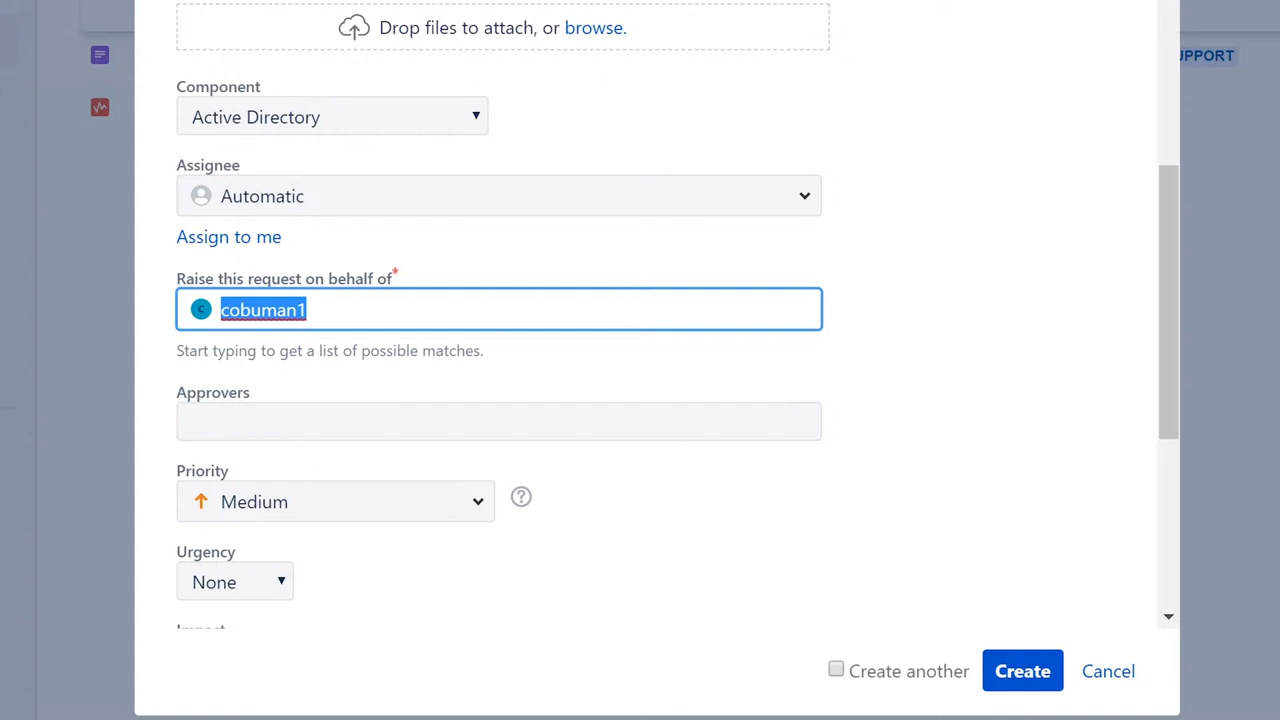 Drop files to attach, or browse.
UPPORT
Component
Active Directory
Assignee
Automatic
Assign to me
Raise this request on behalf of*
C cobuman1
Start typing to get a list of possible matches.
Approvers
Priority
Medium
?
Urgency
None
Create another
Create
Cancel